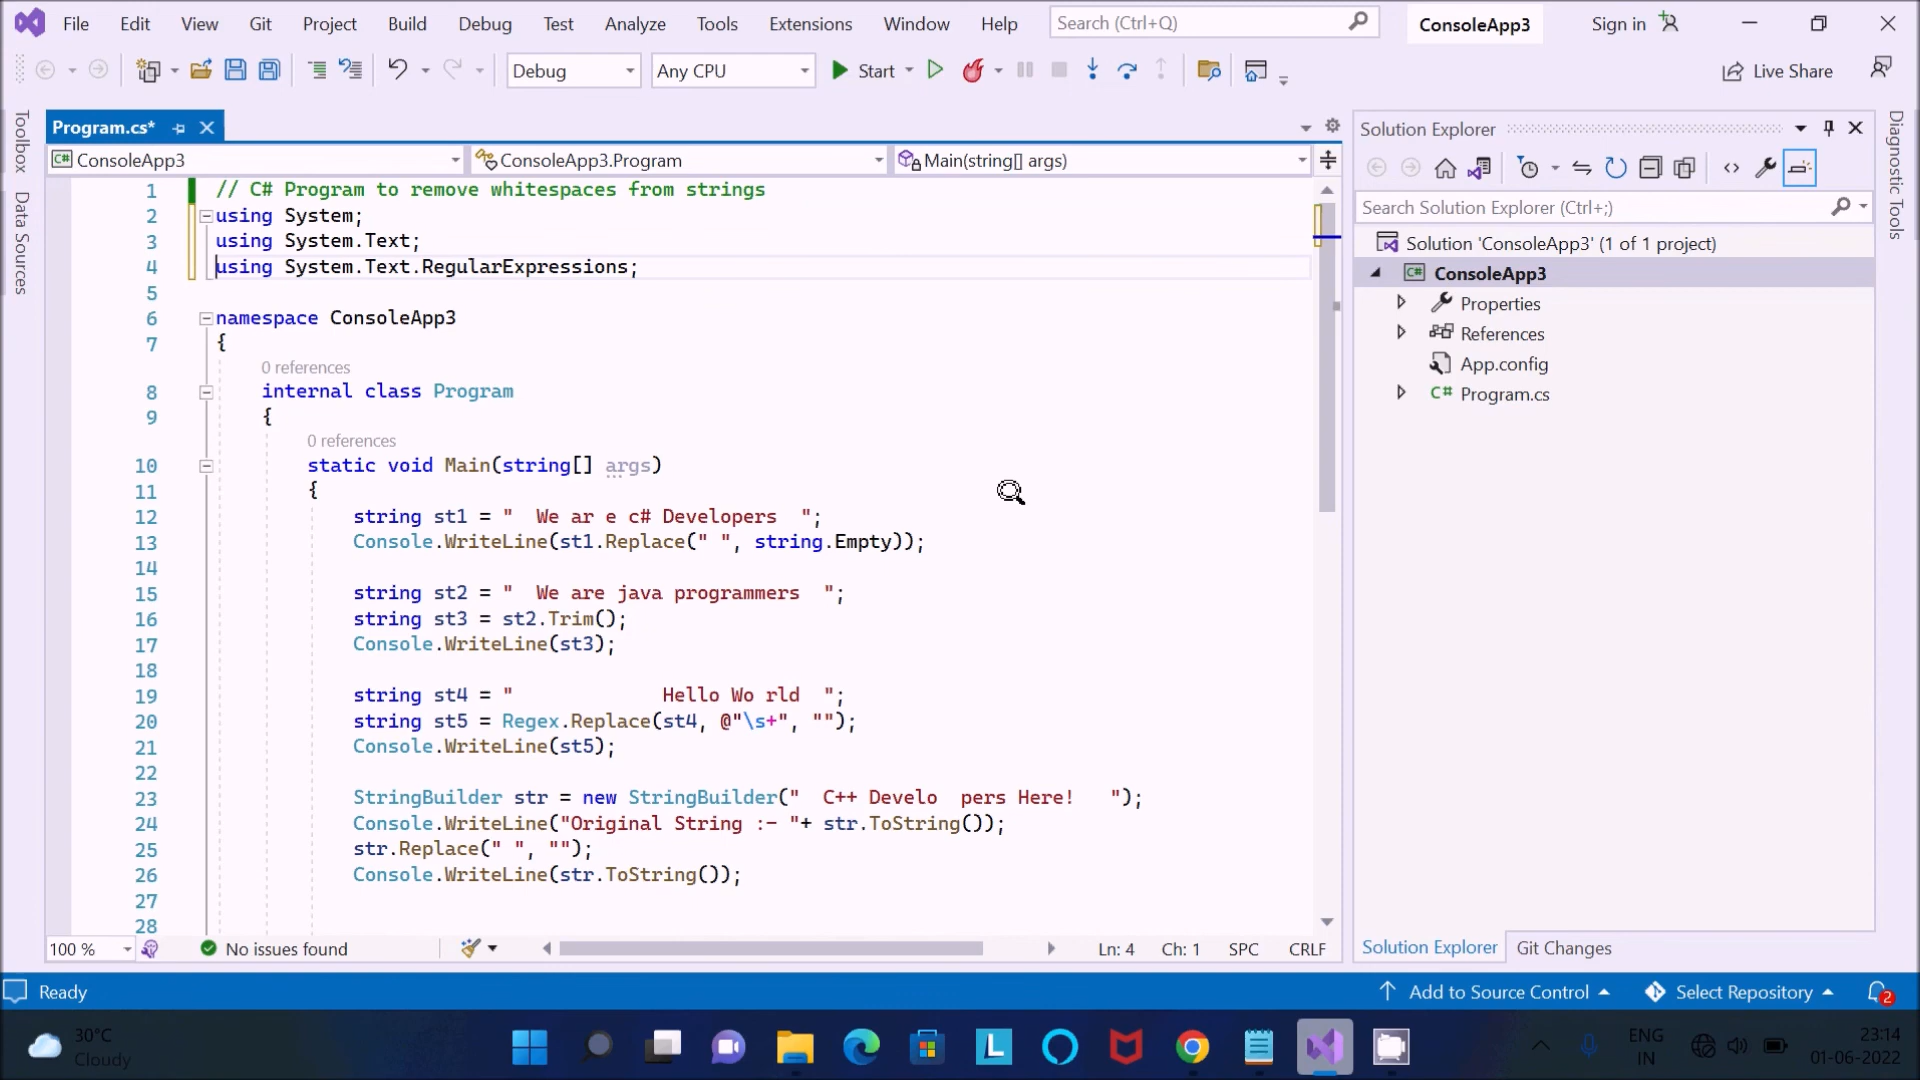 File Edit View Git Project Build Debug Test Analyze Tools Extensions Window Help Search (Ctrl+Q) ConsoleApp3 Sign in
Debug Any CPU Start Live Share
Toolbox
Data Sources
Program.cs*
C# ConsoleApp3 ConsoleApp3.Program Main(string[] args)
1 // C# Program to remove whitespaces from strings
2 using System;
3 using System.Text;
4 using System.Text.RegularExpressions;
5
6 namespace ConsoleApp3
7 {
0 references
8 internal class Program
9 {
0 references
10 static void Main(string[] args)
11 {
12 string st1 = "  We ar e c# Developers  ";
13 Console.WriteLine(st1.Replace(" ", string.Empty));
14
15 string st2 = "  We are java programmers  ";
16 string st3 = st2.Trim();
17 Console.WriteLine(st3);
18
19 string st4 = "             Hello Wo rld  ";
20 string st5 = Regex.Replace(st4, @"\s+", "");
21 Console.WriteLine(st5);
22
23 StringBuilder str = new StringBuilder("  C++ Develo  pers Here!   ");
24 Console.WriteLine("Original String :- "+ str.ToString());
25 str.Replace(" ", "");
26 Console.WriteLine(str.ToString());
27
28
100 % No issues found Ln: 4 Ch: 1 SPC CRLF
Solution Explorer
Search Solution Explorer (Ctrl+;)
Solution 'ConsoleApp3' (1 of 1 project)
C# ConsoleApp3
Properties
References
App.config
C# Program.cs
Solution Explorer Git Changes
Diagnostic Tools
Ready Add to Source Control Select Repository 2
30°C
Cloudy
L
ENG
IN
23:14
01-06-2022